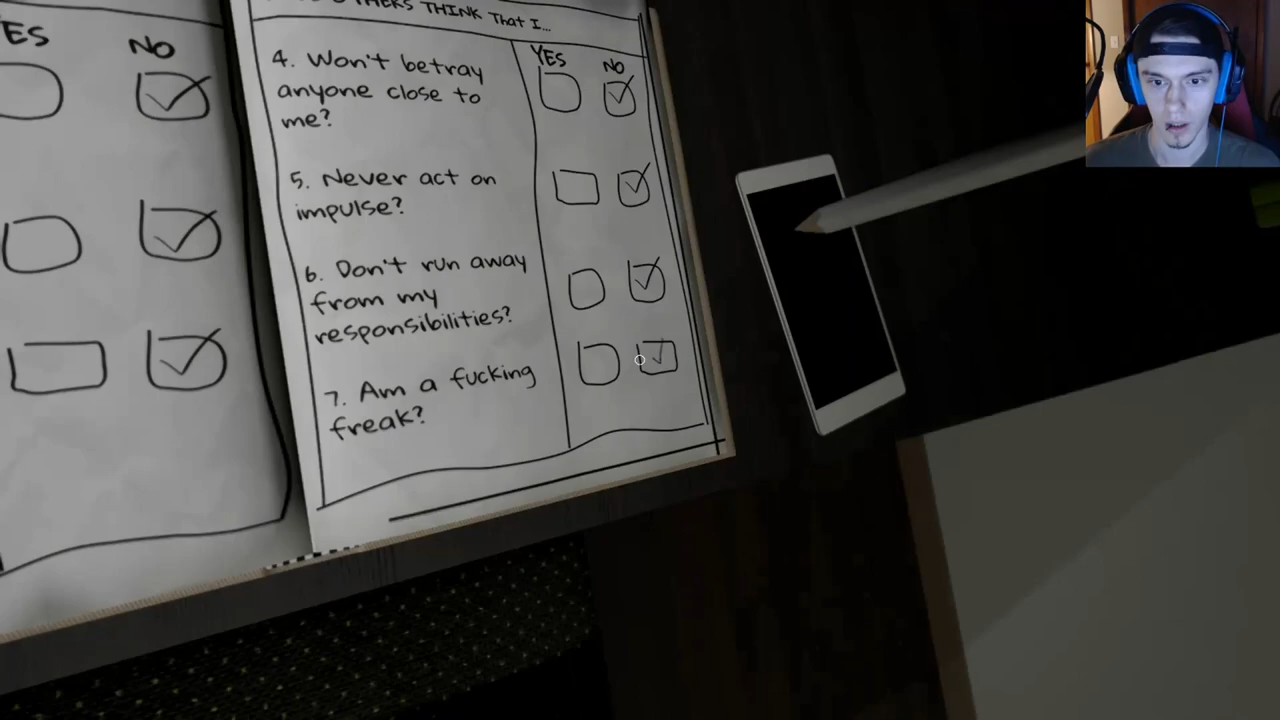 ES
NO
THINK That I...
YES
NO
4. Won't betray
anyone close to
me?
5. Never act on
impulse?
6. Don't run away
from my
responsibilities?
7. Am a fucking
freak?